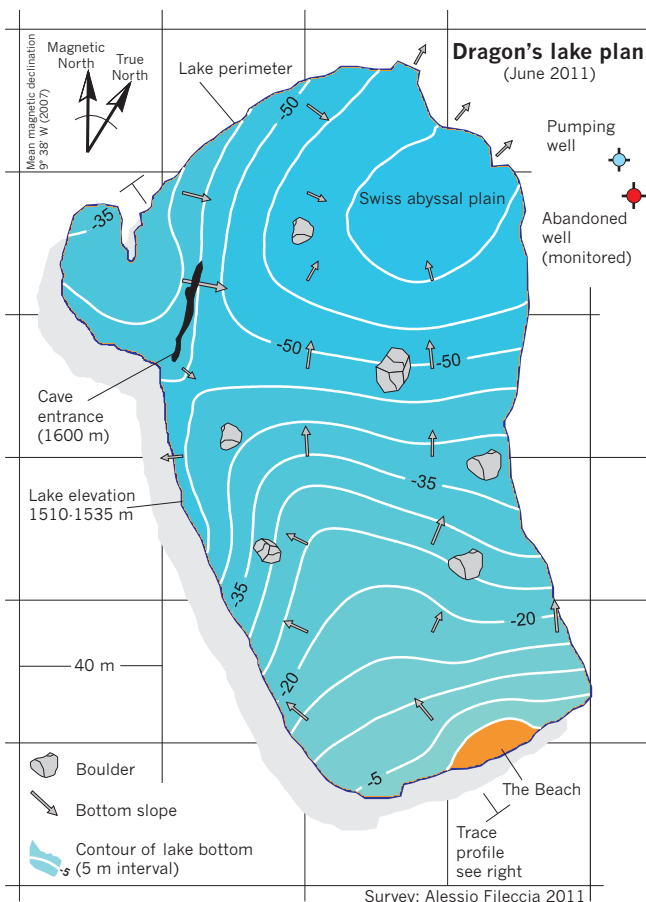 Dragon's lake plan
(June 2011)
Magnetic
North
True
North
Mean magnetic declination
9° 38' W (2007)
Lake perimeter
-50
Pumping
well
-35
Swiss abyssal plain
Abandoned
well
(monitored)
-50
-50
Cave
entrance
(1600 m)
-35
Lake elevation
1510-1535 m
-35
-20
40 m
-20
-5
Boulder
The Beach
Bottom slope
Trace
profile
see right
Contour of lake bottom
(5 m interval)
-5
Survey: Alessio Fileccia 2011